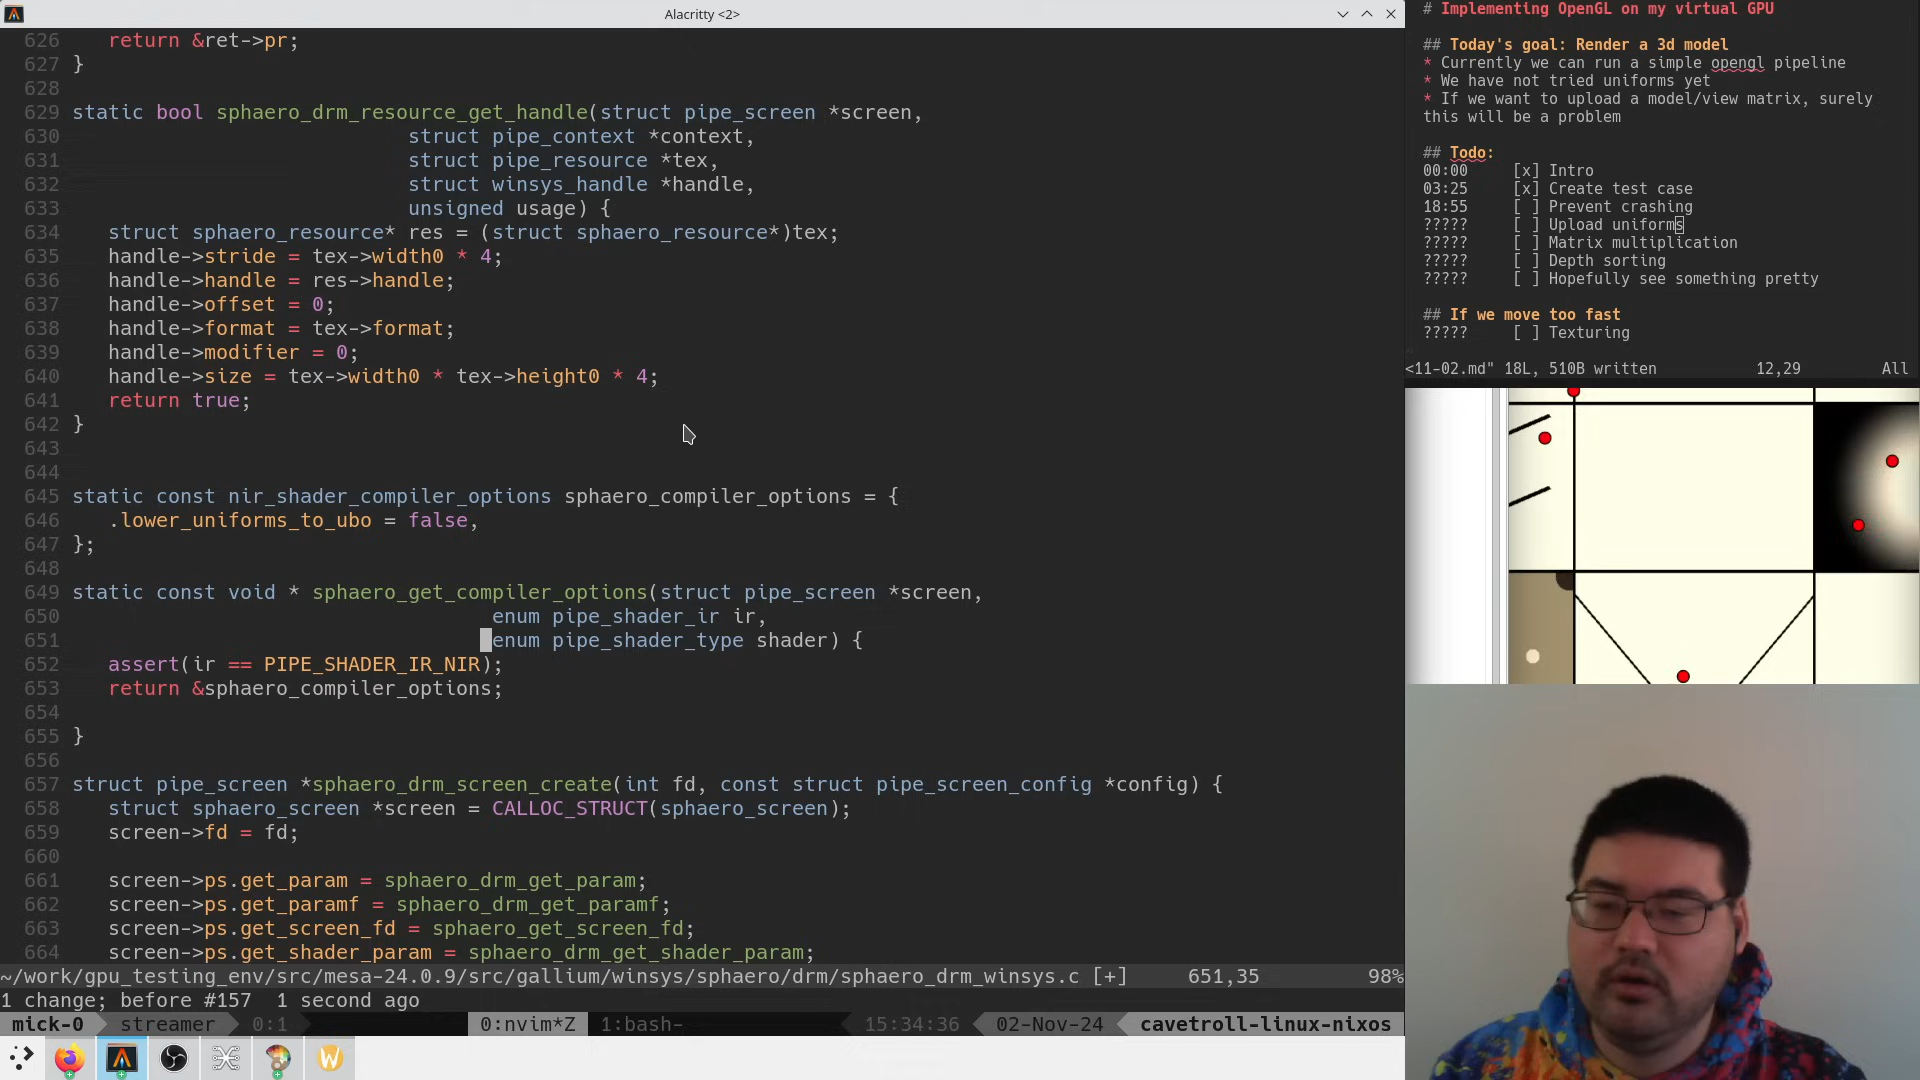 Alacritty <2>
626 return &ret->pr;
627 }
628
629 static bool sphaero_drm_resource_get_handle(struct pipe_screen *screen,
630 struct pipe_context *context,
631 struct pipe_resource *tex,
632 struct winsys_handle *handle,
633 unsigned usage) {
634 struct sphaero_resource* res = (struct sphaero_resource*)tex;
635 handle->stride = tex->width0 * 4;
636 handle->handle = res->handle;
637 handle->offset = 0;
638 handle->format = tex->format;
639 handle->modifier = 0;
640 handle->size = tex->width0 * tex->height0 * 4;
641 return true;
642 }
643
644
645 static const nir_shader_compiler_options sphaero_compiler_options = {
646 .lower_uniforms_to_ubo = false,
647 };
648
649 static const void * sphaero_get_compiler_options(struct pipe_screen *screen,
650 enum pipe_shader_ir ir,
651 enum pipe_shader_type shader) {
652 assert(ir == PIPE_SHADER_IR_NIR);
653 return &sphaero_compiler_options;
654
655 }
656
657 struct pipe_screen *sphaero_drm_screen_create(int fd, const struct pipe_screen_config *config) {
658 struct sphaero_screen *screen = CALLOC_STRUCT(sphaero_screen);
659 screen->fd = fd;
660
661 screen->ps.get_param = sphaero_drm_get_param;
662 screen->ps.get_paramf = sphaero_drm_get_paramf;
663 screen->ps.get_screen_fd = sphaero_get_screen_fd;
664 screen->ps.get_shader_param = sphaero_drm_get_shader_param;
~/work/gpu_testing_env/src/mesa-24.0.9/src/gallium/winsys/sphaero/drm/sphaero_drm_winsys.c [+] 651,35 98%
1 change; before #157 1 second ago
mick-0 streamer 0:1 0:nvim*Z 1:bash- 15:34:36 02-Nov-24 cavetroll-linux-nixos
# Implementing OpenGL on my virtual GPU
## Today's goal: Render a 3d model
* Currently we can run a simple opengl pipeline
* We have not tried uniforms yet
* If we want to upload a model/view matrix, surely
this will be a problem
## Todo:
00:00 [x] Intro
03:25 [x] Create test case
18:55 [ ] Prevent crashing
????? [ ] Upload uniforms
????? [ ] Matrix multiplication
????? [ ] Depth sorting
????? [ ] Hopefully see something pretty
## If we move too fast
????? [ ] Texturing
<11-02.md" 18L, 510B written 12,29 All